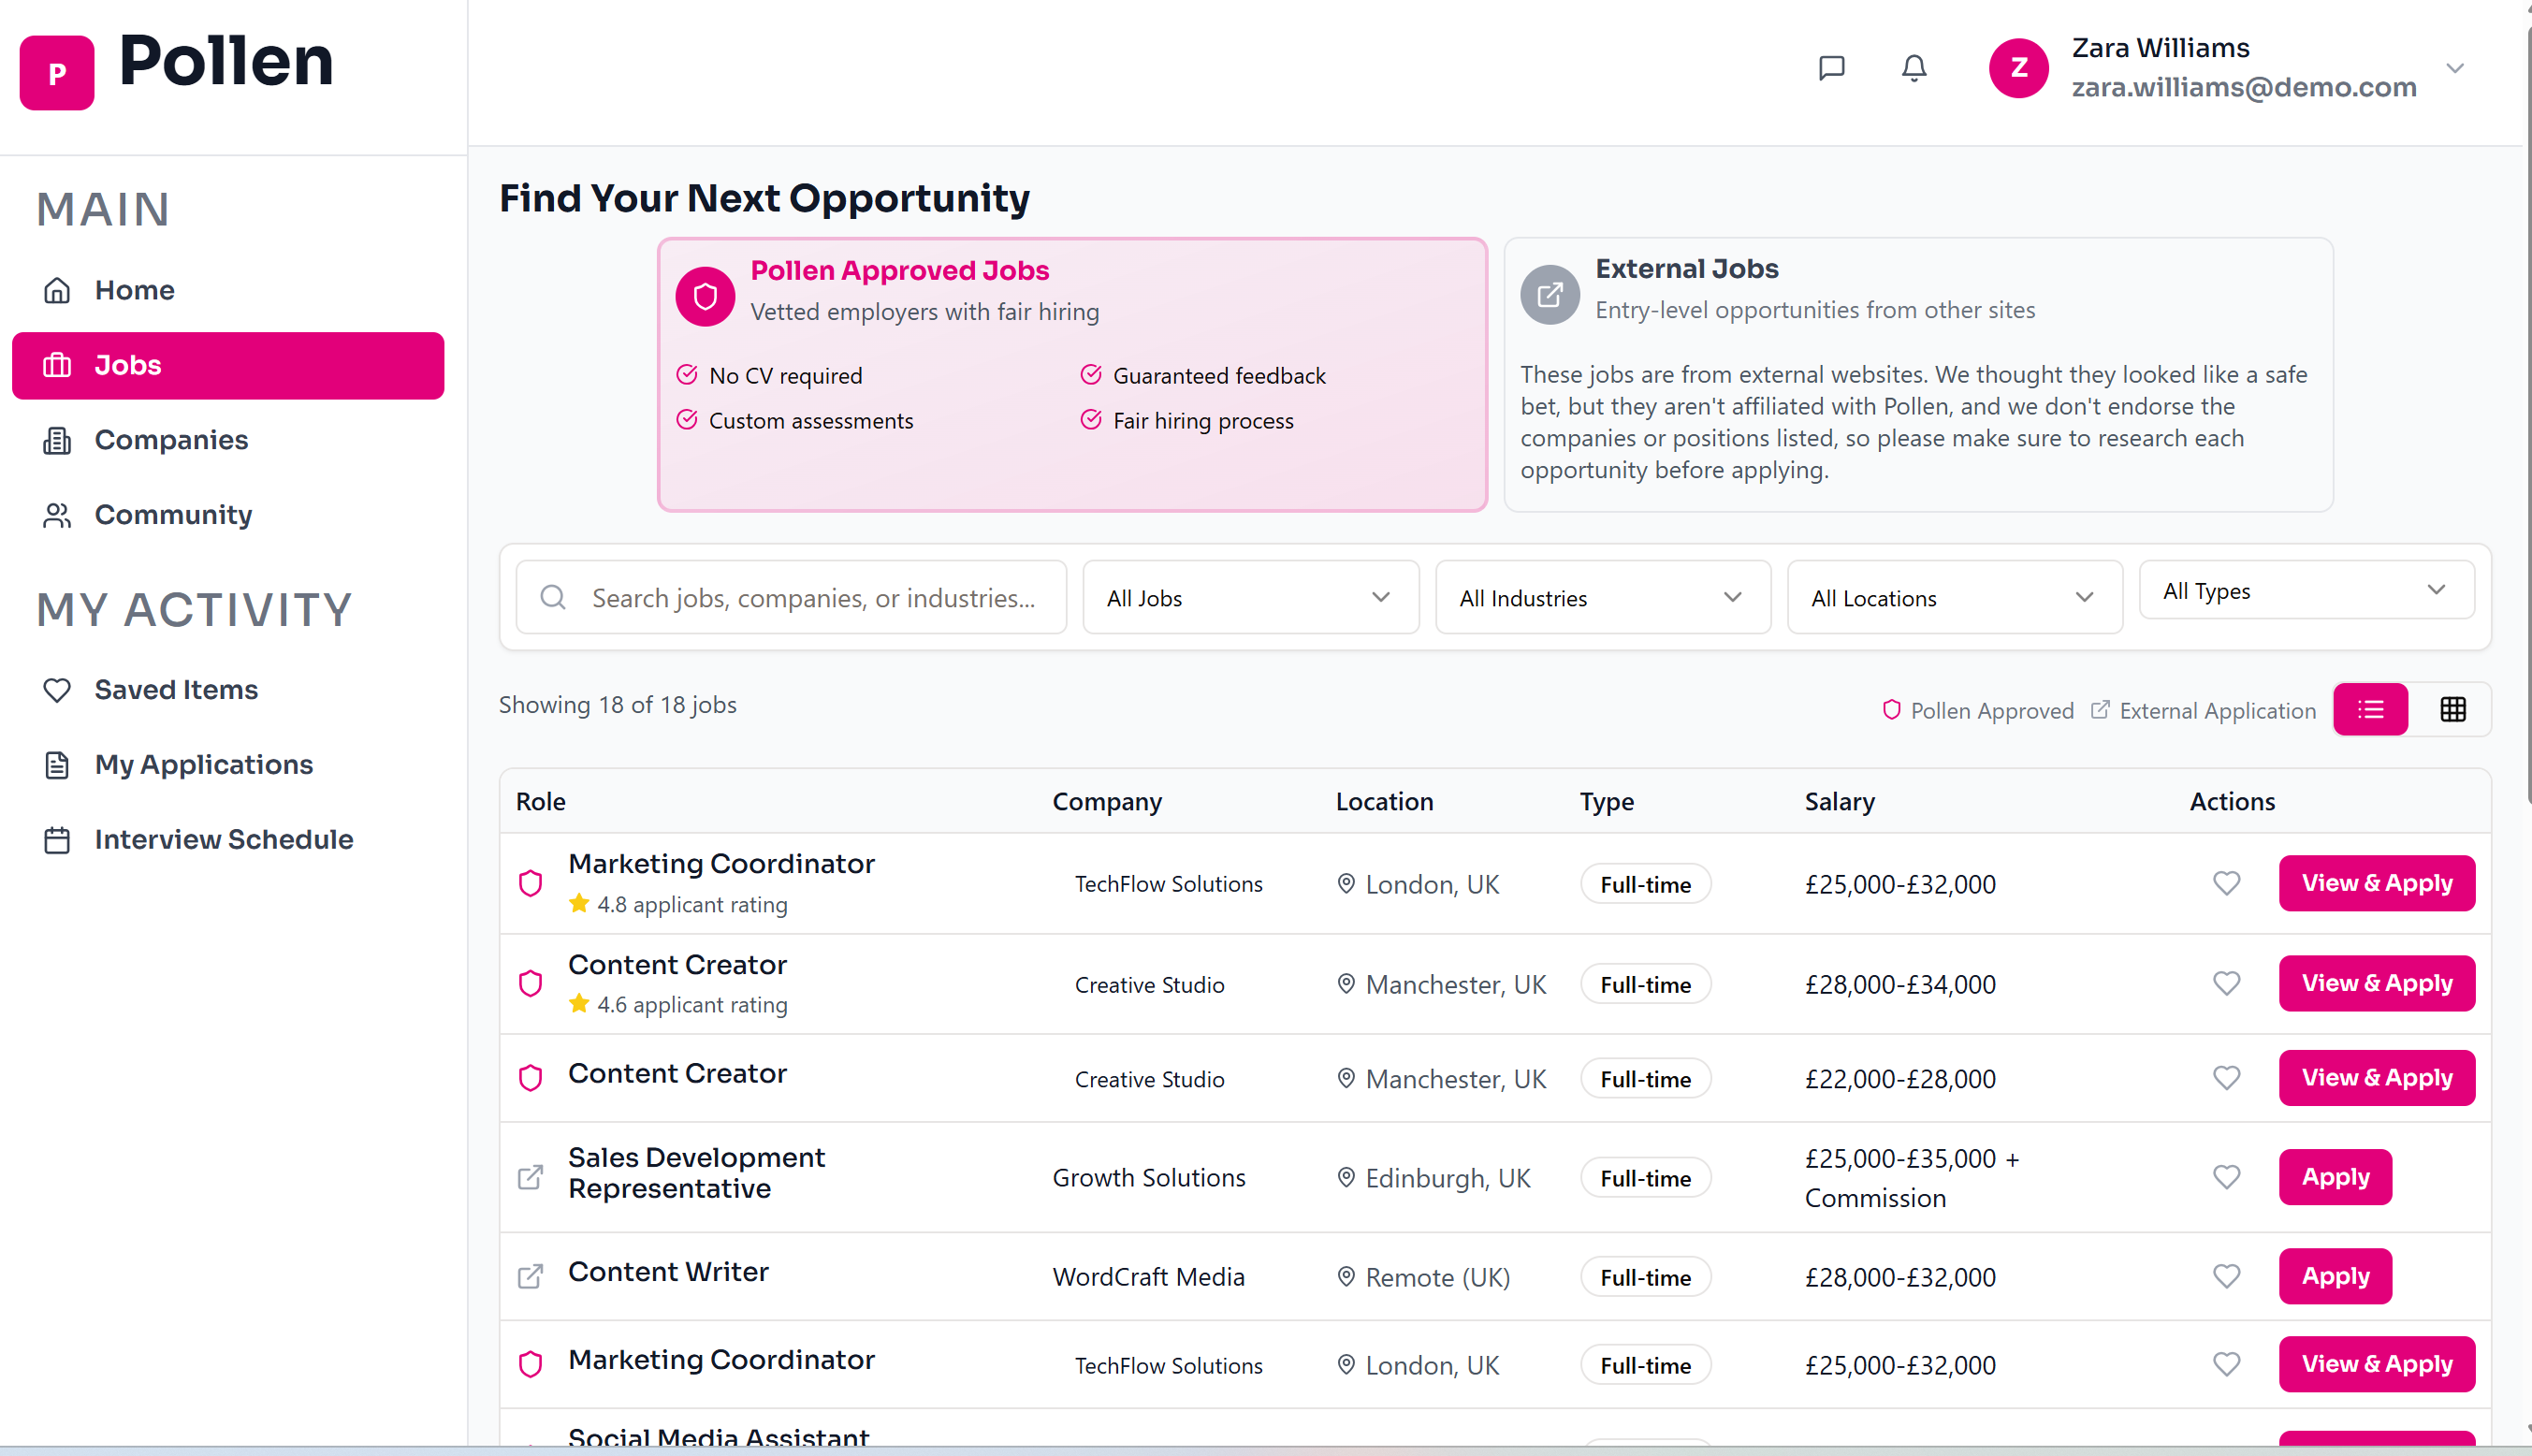 P
Pollen
Zara Williams
zara.williams@demo.com
Z
MAIN
Home
Jobs
Companies
Community
MY ACTIVITY
Saved Items
My Applications
Interview Schedule
Find Your Next Opportunity
Pollen Approved Jobs
Vetted employers with fair hiring
No CV required
Guaranteed feedback
Custom assessments
Fair hiring process
External Jobs
Entry-level opportunities from other sites
These jobs are from external websites. We thought they looked like a safe
bet, but they aren't affiliated with Pollen, and we don't endorse the
companies or positions listed, so please make sure to research each
opportunity before applying.
Search jobs, companies, or industries...
All Jobs
All Industries
All Locations
All Types
Showing 18 of 18 jobs
Pollen Approved
External Application
Role Company Location Type Salary Actions
Marketing Coordinator
4.8 applicant rating
TechFlow Solutions
London, UK
Full-time
£25,000-£32,000
View & Apply
Content Creator
4.6 applicant rating
Creative Studio
Manchester, UK
Full-time
£28,000-£34,000
View & Apply
Content Creator
Creative Studio
Manchester, UK
Full-time
£22,000-£28,000
View & Apply
Sales Development
Representative
Growth Solutions
Edinburgh, UK
Full-time
£25,000-£35,000 +
Commission
Apply
Content Writer
WordCraft Media
Remote (UK)
Full-time
£28,000-£32,000
Apply
Marketing Coordinator
TechFlow Solutions
London, UK
Full-time
£25,000-£32,000
View & Apply
Social Media Assistant